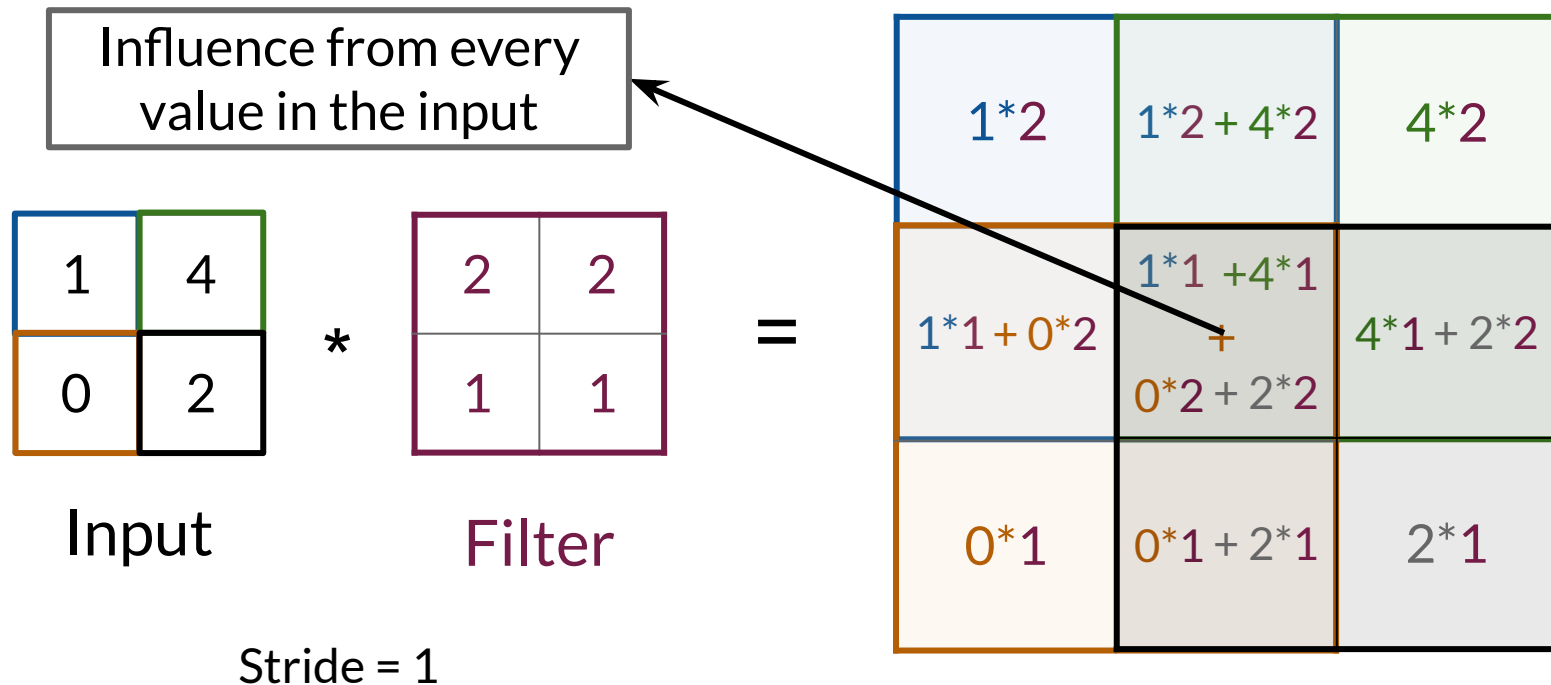 Influence from every
value in the input
1*2
1*2 + 4*2
4*2
1 4
0 2
*
2 2
1 1
=
1*1 + 0*2
1*1 +4*1
+
0*2 + 2*2
4*1 + 2*2
0*1
0*1 + 2*1
2*1
Input
Filter
Stride = 1